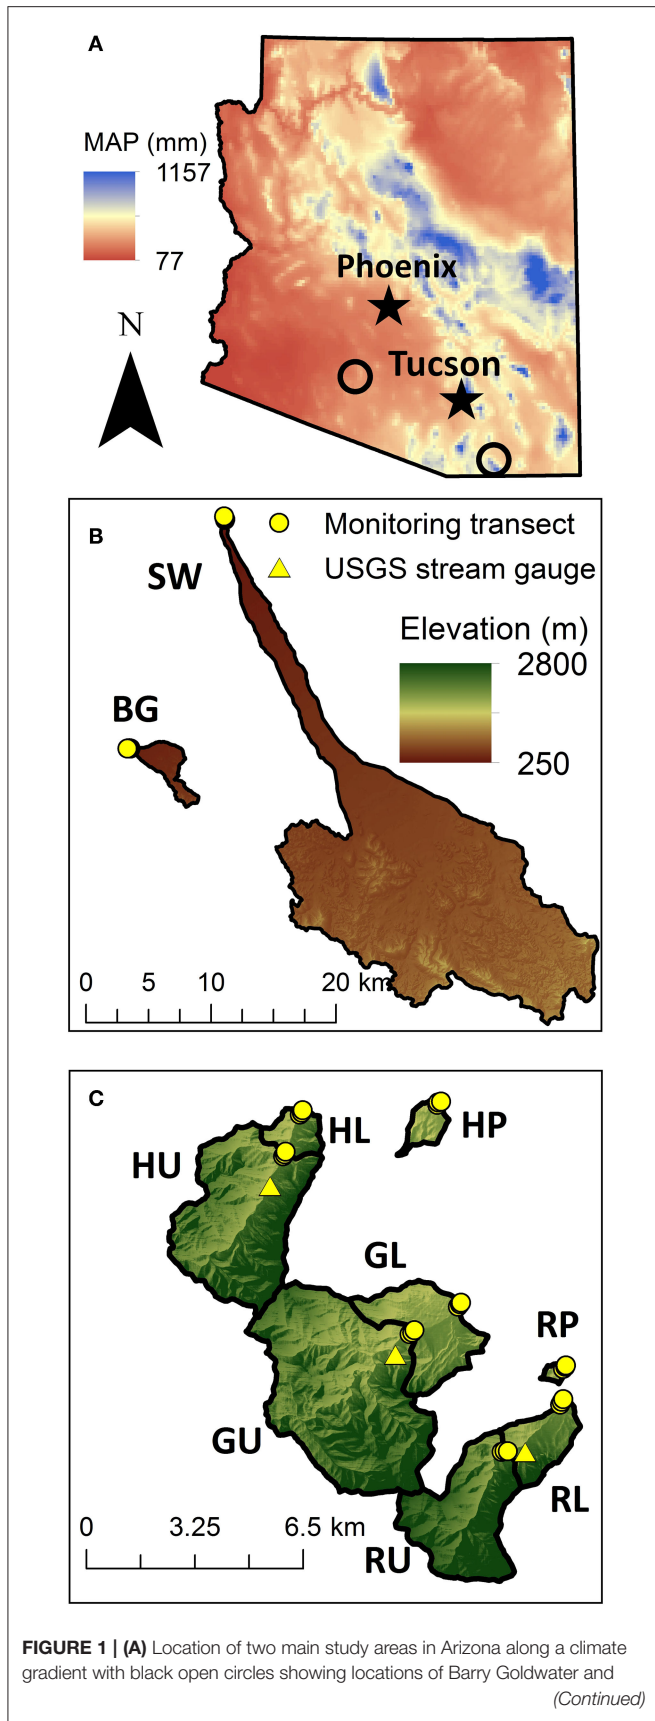 A
MAP (mm)
1157
77
N
Phoenix
Tucson
B
Monitoring transect
USGS stream gauge
SW
Elevation (m)
2800
250
BG
0 5 10 20 km
C
HL
HP
HU
GL
RP
GU
RL
RU
0 3.25 6.5 km
FIGURE 1 | (A) Location of two main study areas in Arizona along a climate
gradient with black open circles showing locations of Barry Goldwater and
(Continued)